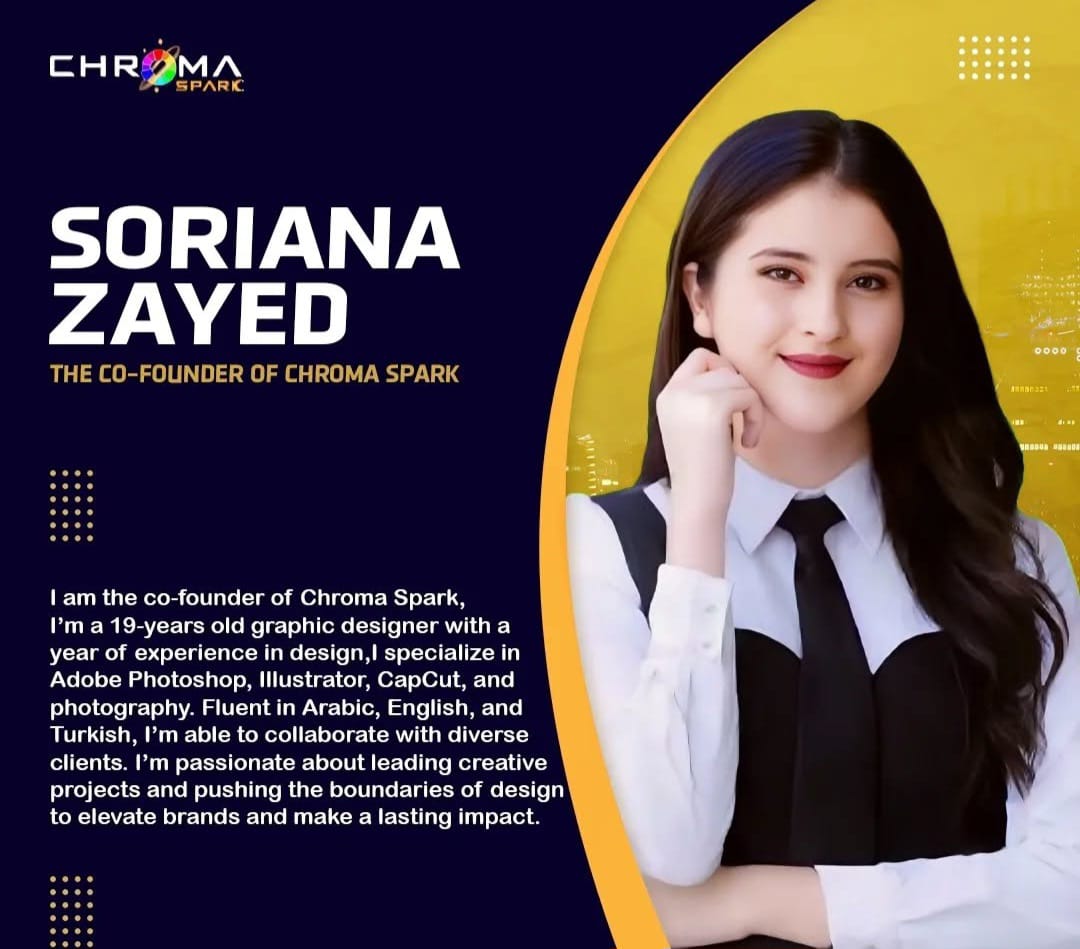 CHROMA
SPARK
SORIANA
ZAYED
THE CO-FOUNDER OF CHROMA SPARK
I am the co-founder of Chroma Spark,
I'm a 19-years old graphic designer with a
year of experience in design,I specialize in
Adobe Photoshop, Illustrator, CapCut, and
photography. Fluent in Arabic, English, and
Turkish, I'm able to collaborate with diverse
clients. I'm passionate about leading creative
projects and pushing the boundaries of design
to elevate brands and make a lasting impact.